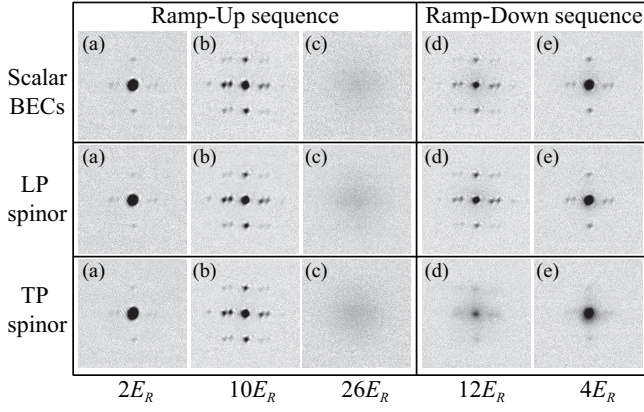 Ramp-Up sequence Ramp-Down sequence
(a) (b) (c) (d) (e)
Scalar
BECs
(a) (b) (c) (d) (e)
LP
spinor
(a) (b) (c) (d) (e)
TP
spinor
2E_R 10E_R 26E_R 12E_R 4E_R